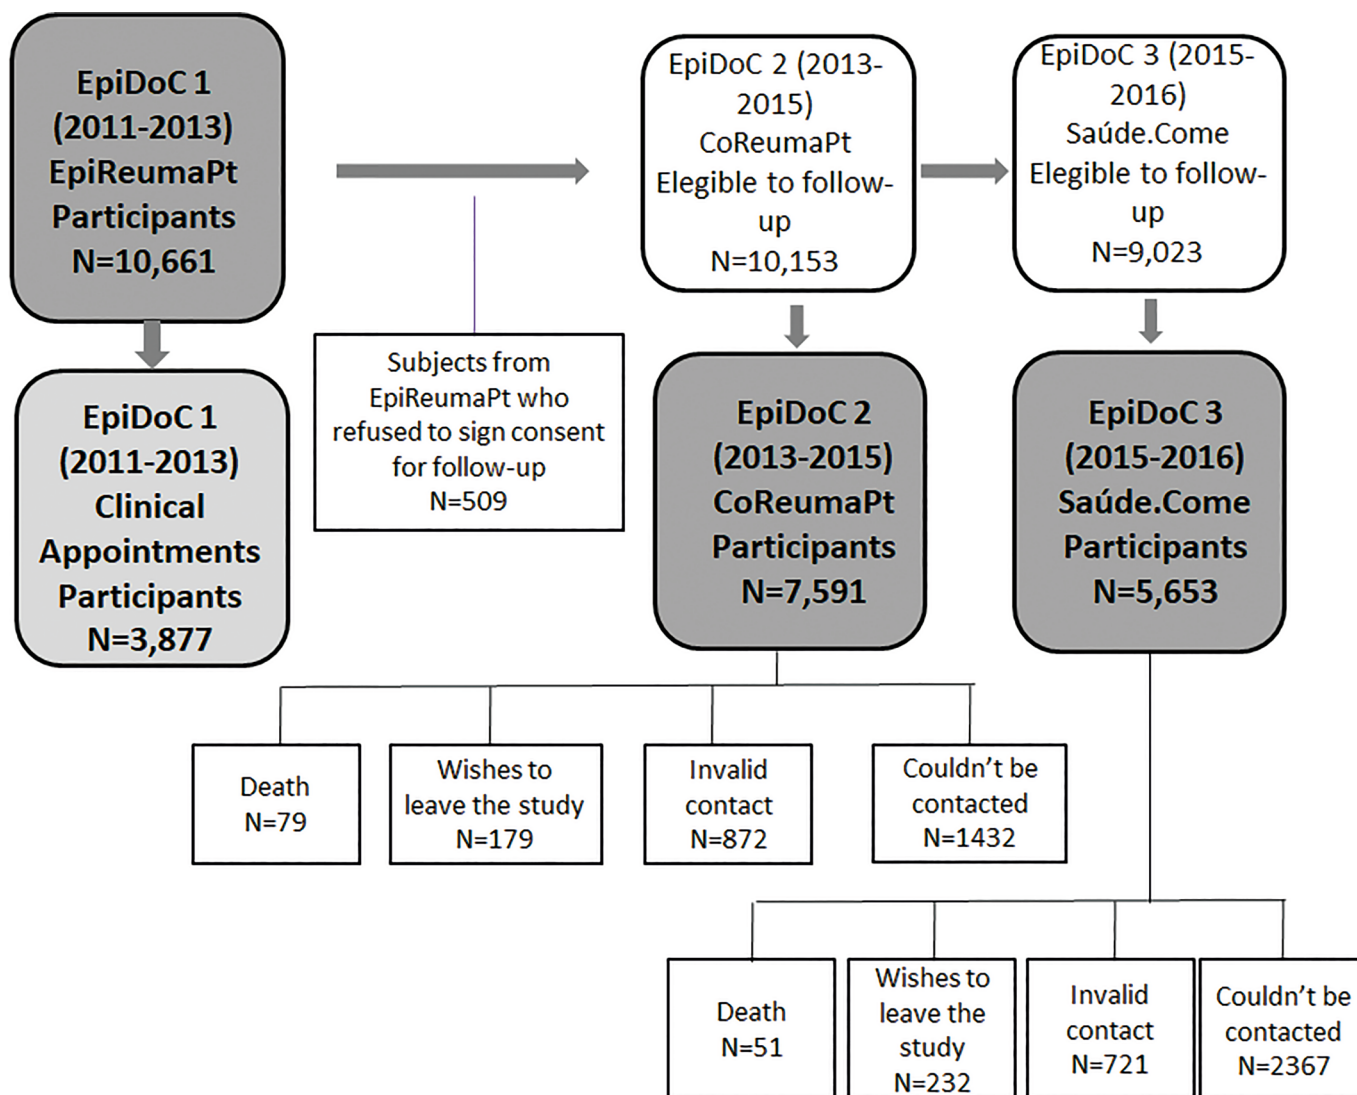 EpiDoC 1
(2011-2013)
EpiReumaPt
Participants
N=10,661
EpiDoC 2 (2013-
2015)
CoReumaPt
Elegible to follow-
up
N=10,153
EpiDoC 3 (2015-
2016)
Saúde.Come
Elegible to follow-
up
N=9,023
Subjects from
EpiReumaPt who
refused to sign consent
for follow-up
N=509
EpiDoC 1
(2011-2013)
Clinical
Appointments
Participants
N=3,877
EpiDoC 2
(2013-2015)
CoReumaPt
Participants
N=7,591
EpiDoC 3
(2015-2016)
Saúde.Come
Participants
N=5,653
Death
N=79
Wishes to
leave the study
N=179
Invalid
contact
N=872
Couldn’t be
contacted
N=1432
Death
N=51
Wishes to
leave the
study
N=232
Invalid
contact
N=721
Couldn’t be
contacted
N=2367